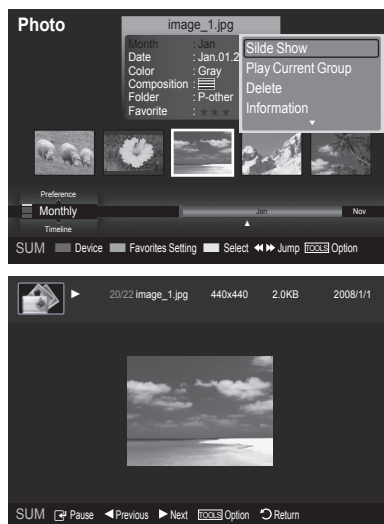 Photo
image_1.jpg
Month : Jan
Date : Jan.01.2
Color : Gray
Composition :
Folder : P-other
Favorite : ★ ★ ★
Silde Show
Play Current Group
Delete
Information
Preference
Monthly
Timeline
Jan
Nov
SUM Device Favorites Setting Select Jump TOOLS Option
20/22 image_1.jpg 440x440 2.0KB 2008/1/1
SUM Pause Previous Next TOOLS Option Return